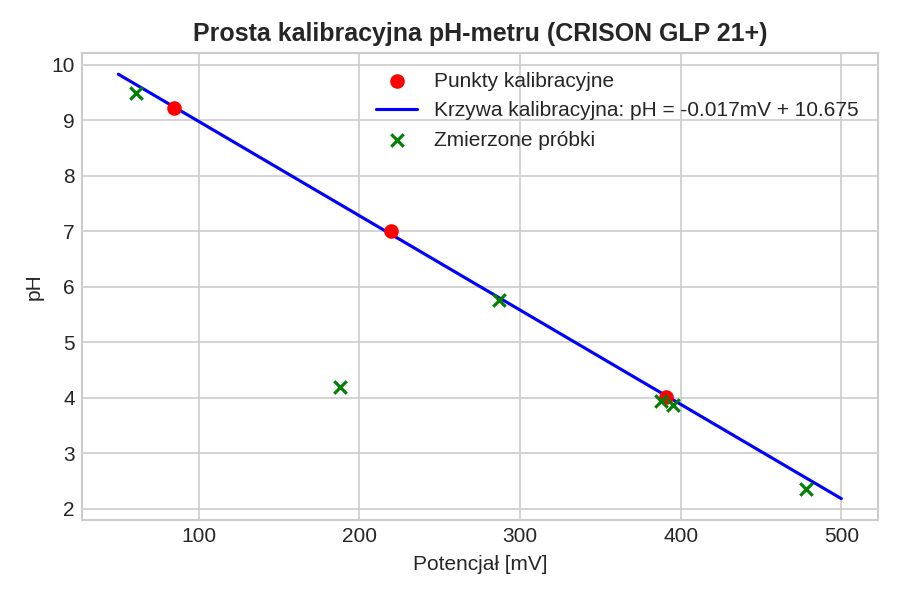 Prosta kalibracyjna pH-metru (CRISON GLP 21+)
Punkty kalibracyjne
Krzywa kalibracyjna: pH = -0.017mV + 10.675
Zmierzone próbki
10
9
8
7
6
5
4
3
2
pH
100 200 300 400 500
Potencjał [mV]